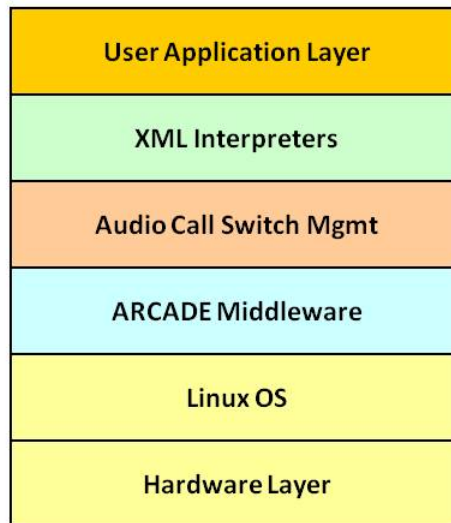 User Application Layer
XML Interpreters
Audio Call Switch Mgmt
ARCADE Middleware
Linux OS
Hardware Layer